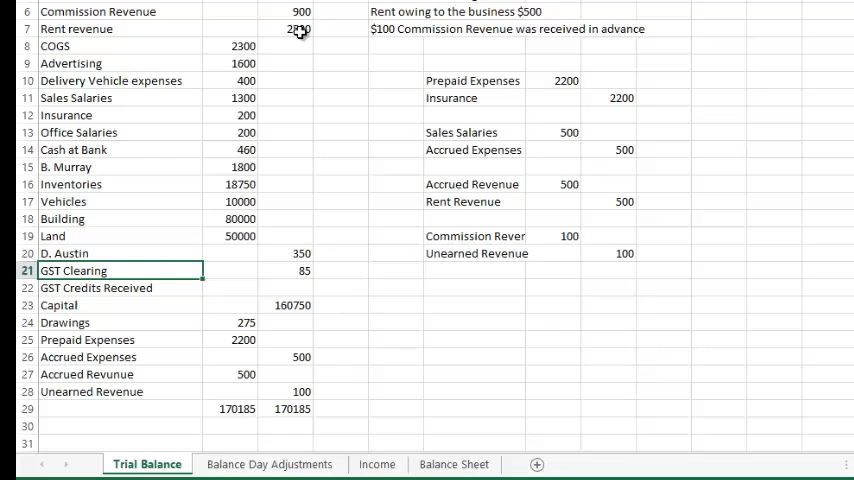 6 Commission Revenue 900 Rent owing to the business $500
7 Rent revenue $100 Commission Revenue was received in advance
8 COGS 2300
9 Advertising 1600
10 Delivery Vehicle expenses 400 Prepaid Expenses 2200
11 Sales Salaries 1300 Insurance 2200
12 Insurance 200
13 Office Salaries 200 Sales Salaries 500
14 Cash at Bank 460 Accrued Expenses 500
15 B. Murray 1800
16 Inventories 18750 Accrued Revenue 500
17 Vehicles 10000 Rent Revenue 500
18 Building 80000
19 Land 50000 Commission Rever 100
20 D. Austin 350 Unearned Revenue 100
21 GST Clearing 85
22 GST Credits Received
23 Capital 160750
24 Drawings 275
25 Prepaid Expenses 2200
26 Accrued Expenses 500
27 Accrued Revunue 500
28 Unearned Revenue 100
29 170185 170185
30
31
Trial Balance Balance Day Adjustments Income Balance Sheet